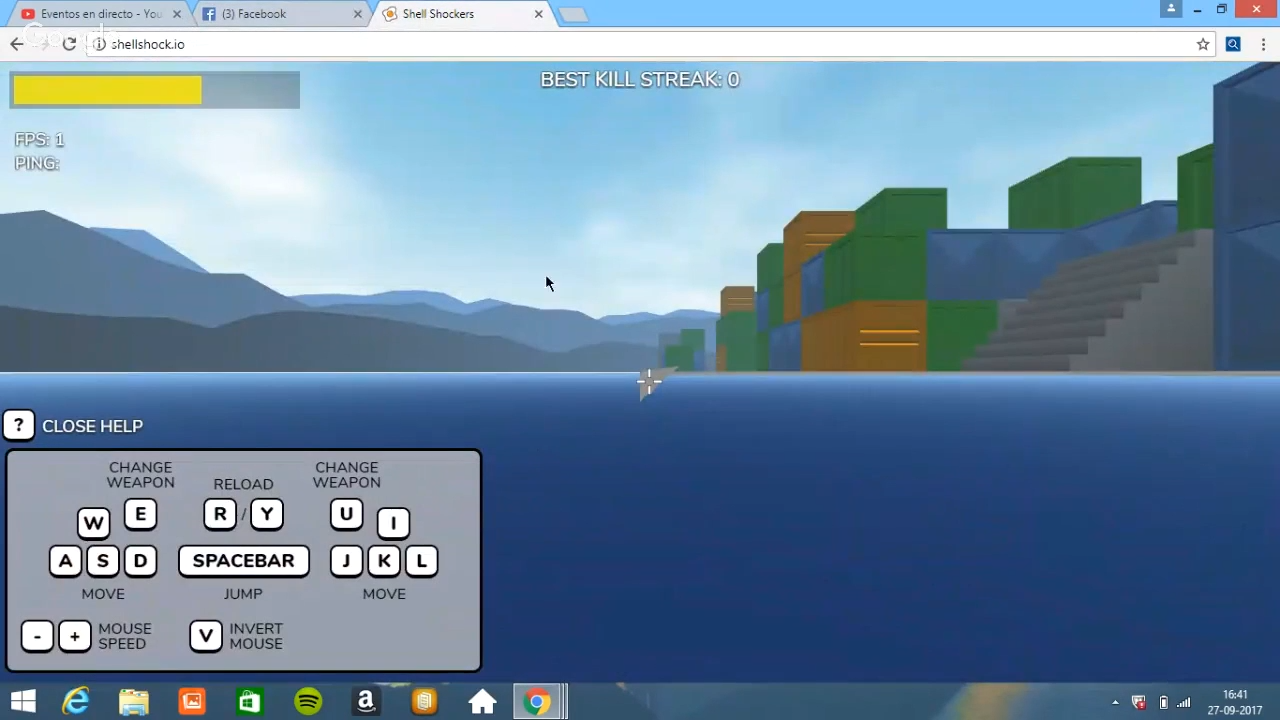 Eventos en directo - You
(3) Facebook
Shell Shockers
shellshock.io
BEST KILL STREAK: 0
FPS: 1
PING:
? CLOSE HELP
CHANGE WEAPON
RELOAD
CHANGE WEAPON
W E R / Y U I
A S D SPACEBAR J K L
MOVE JUMP MOVE
- + MOUSE SPEED
V INVERT MOUSE
16:41
27-09-2017